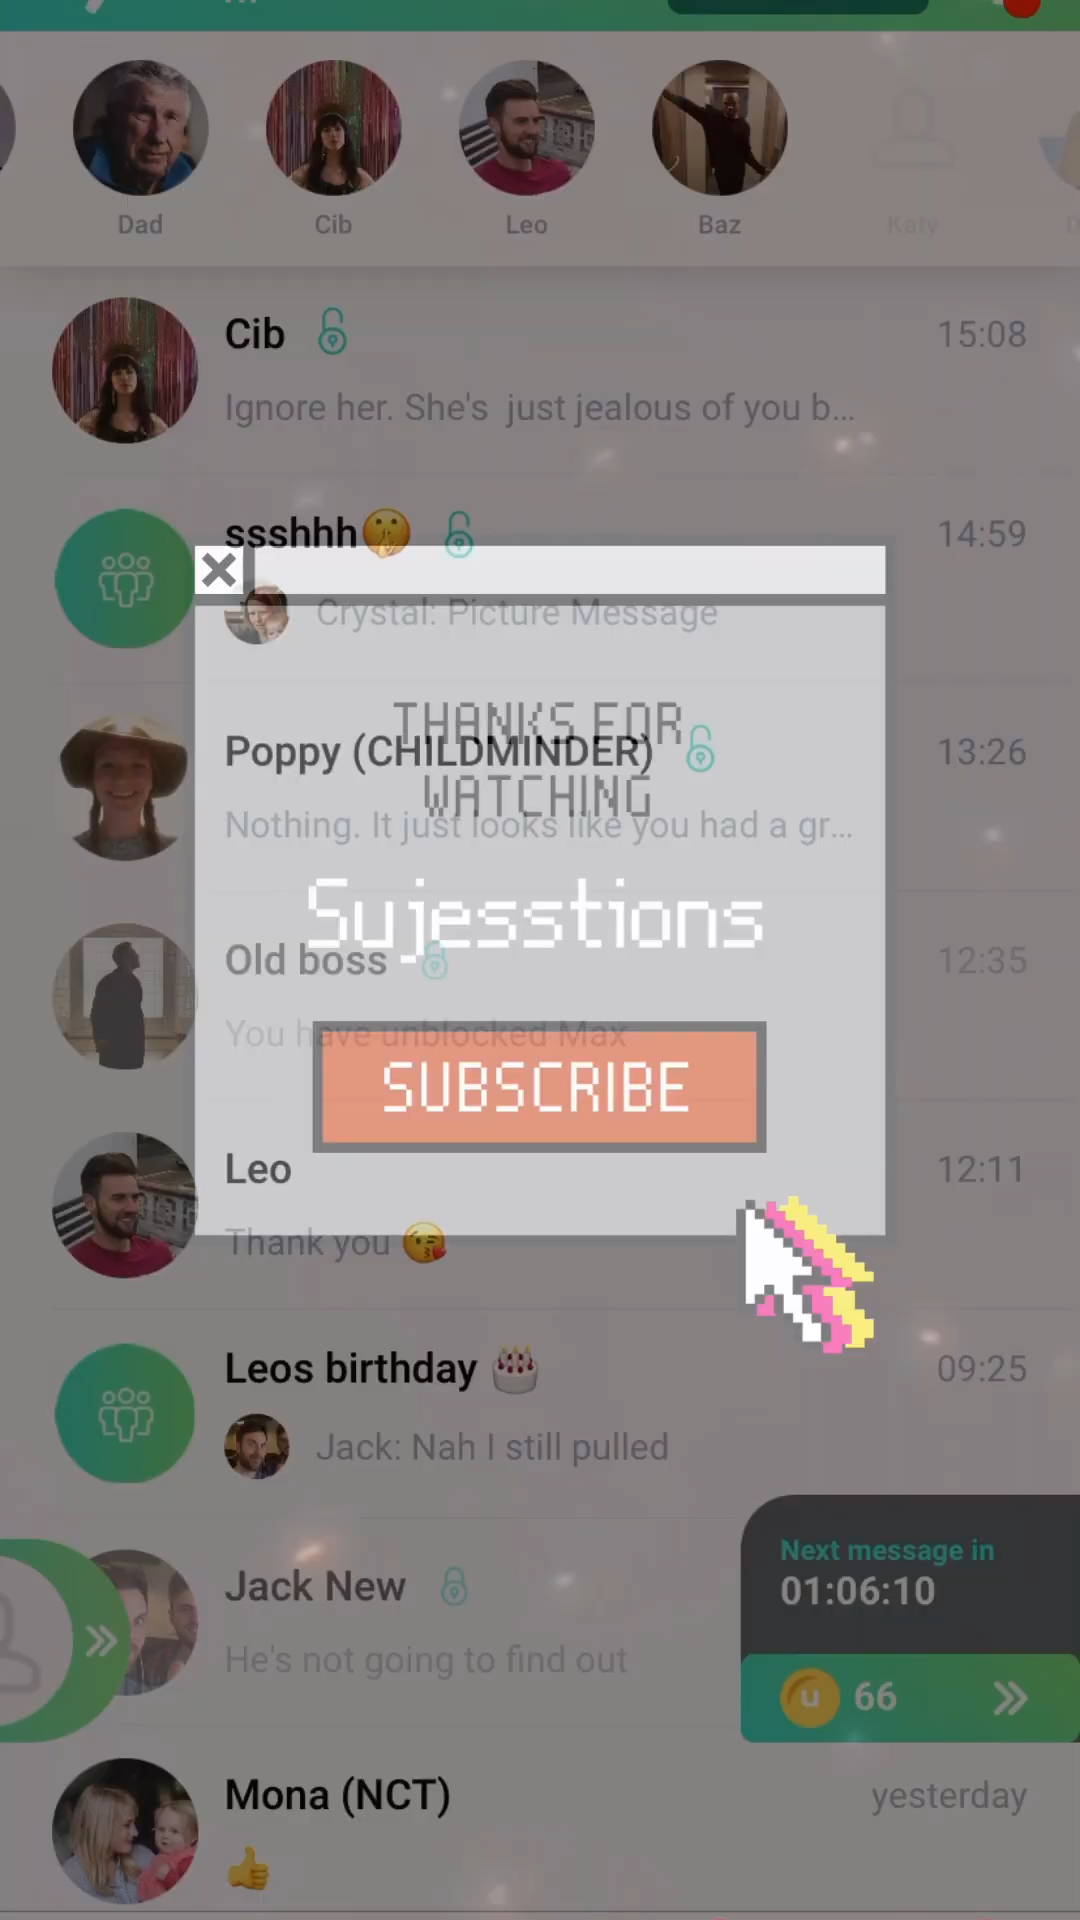 Dad
Cib
Leo
Baz
Katy
Cib
15:08
Ignore her. She's just jealous of you b...
ssshhh🤫
14:59
Crystal: Picture Message
THANKS FOR
WATCHING
Poppy (CHILDMINDER)
13:26
Nothing. It just looks like you had a gr...
Sujesstions
Old boss
12:35
You have unblocked Max
SUBSCRIBE
Leo
12:11
Thank you 😘
Leos birthday 🎂
09:25
Jack: Nah I still pulled
Next message in
01:06:10
Jack New
He's not going to find out
u 66
Mona (NCT)
yesterday
👍